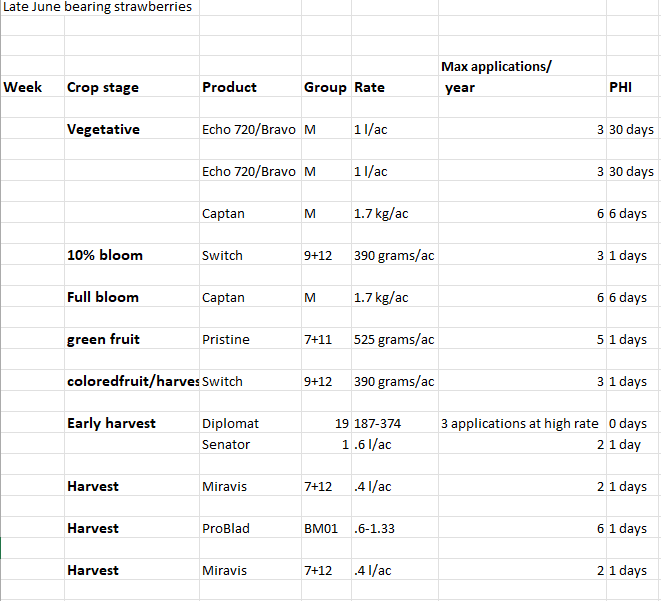 Late June bearing strawberries
Max applications/
Week Crop stage Product Group Rate year PHI
Vegetative Echo 720/Bravo M 1 l/ac 3 30 days
Echo 720/Bravo M 1 l/ac 3 30 days
Captan M 1.7 kg/ac 6 6 days
10% bloom Switch 9+12 390 grams/ac 3 1 days
Full bloom Captan M 1.7 kg/ac 6 6 days
green fruit Pristine 7+11 525 grams/ac 5 1 days
coloredfruit/harves Switch 9+12 390 grams/ac 3 1 days
Early harvest Diplomat 19 187-374 3 applications at high rate 0 days
Senator 1 .6 l/ac 2 1 day
Harvest Miravis 7+12 .4 l/ac 2 1 days
Harvest ProBlad BM01 .6-1.33 6 1 days
Harvest Miravis 7+12 .4 l/ac 2 1 days